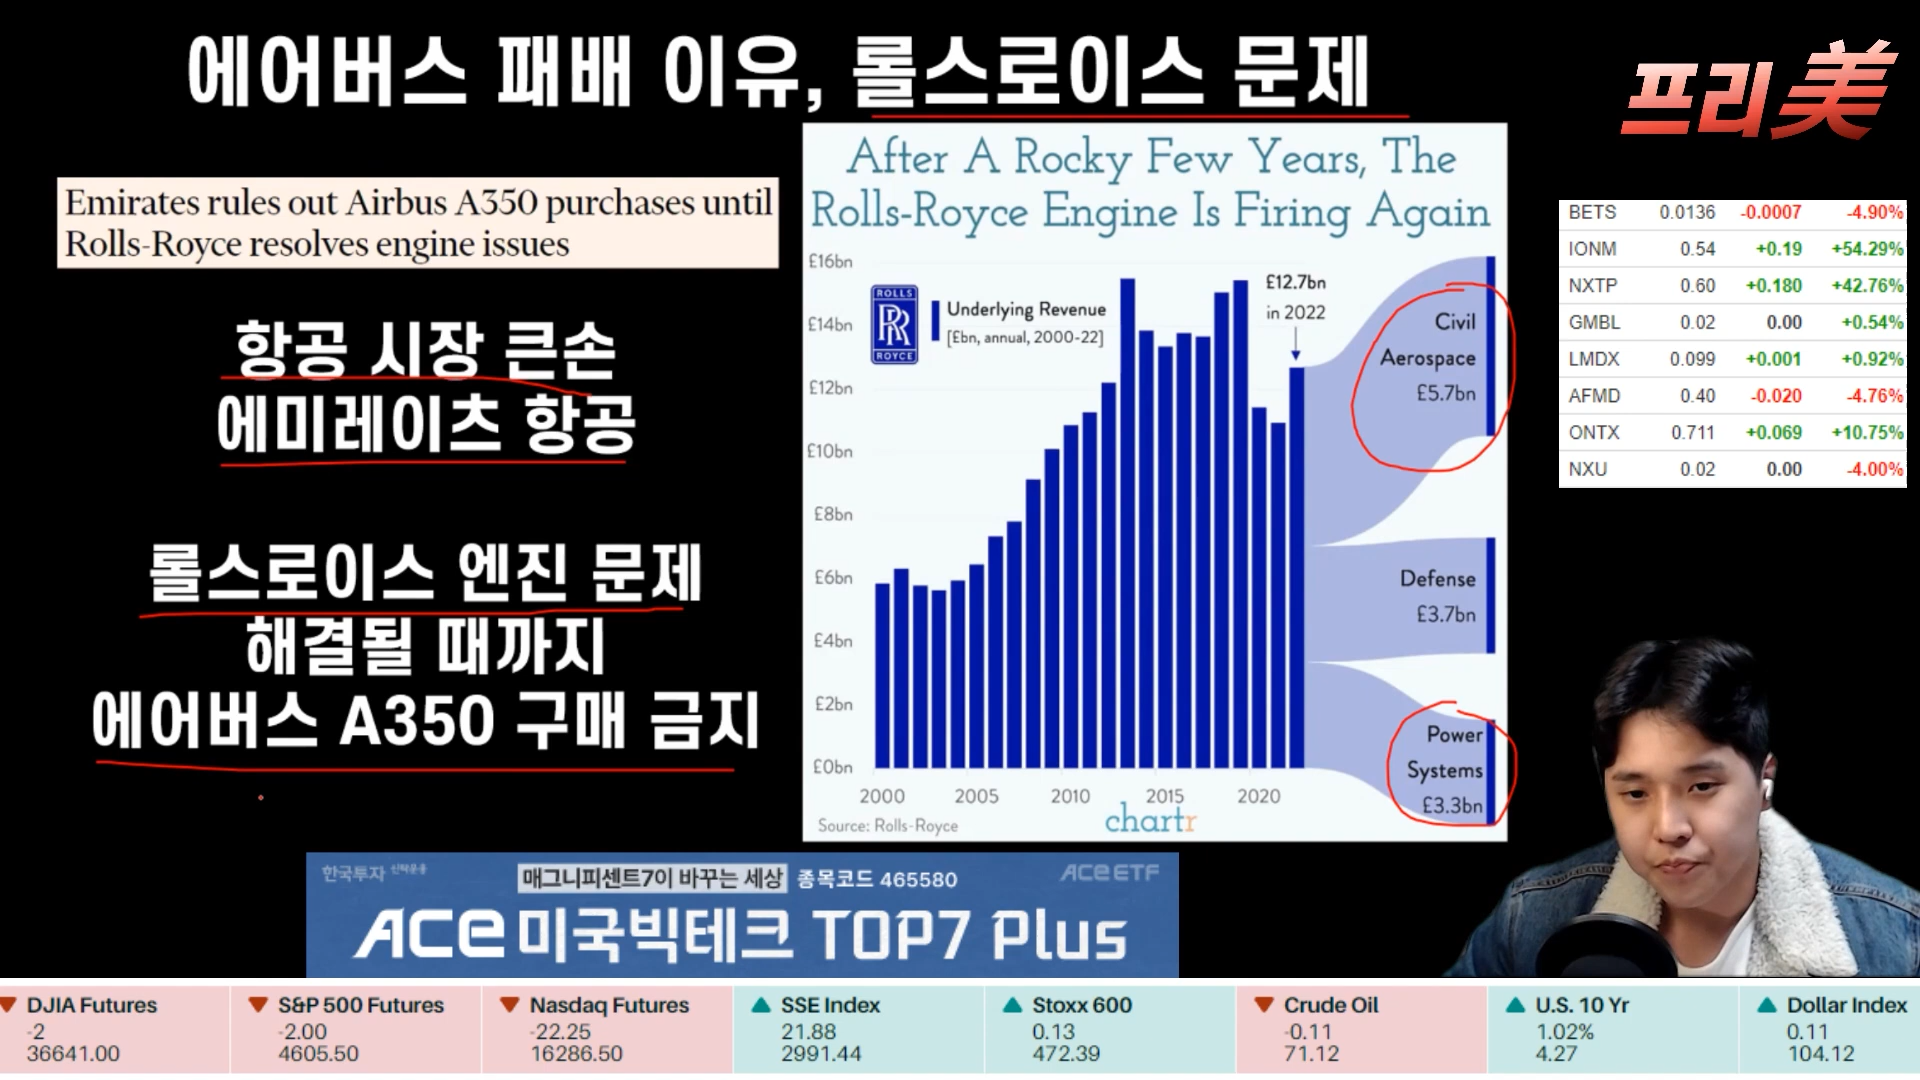 에어버스 패배 이유, 롤스로이스 문제
프리美
Emirates rules out Airbus A350 purchases until
Rolls-Royce resolves engine issues
항공 시장 큰손
에미레이츠 항공
롤스로이스 엔진 문제
해결될 때까지
에어버스 A350 구매 금지
After A Rocky Few Years, The
Rolls-Royce Engine Is Firing Again
£16bn
£14bn
£12bn
£10bn
£8bn
£6bn
£4bn
£2bn
£0bn
ROLLS
RR
ROYCE
Underlying Revenue
[£bn, annual, 2000-22]
£12.7bn
in 2022
Civil
Aerospace
£5.7bn
Defense
£3.7bn
Power
Systems
£3.3bn
2000 2005 2010 2015 2020
Source: Rolls-Royce
chartr
BETS 0.0136 -0.0007 -4.90%
IONM 0.54 +0.19 +54.29%
NXTP 0.60 +0.180 +42.76%
GMBL 0.02 0.00 +0.54%
LMDX 0.099 +0.001 +0.92%
AFMD 0.40 -0.020 -4.76%
ONTX 0.711 +0.069 +10.75%
NXU 0.02 0.00 -4.00%
한국투자 신탁운용
매그니피센트7이 바꾸는 세상 종목코드 465580
ACE ETF
ACE 미국빅테크 TOP7 Plus
DJIA Futures
-2
36641.00
S&P 500 Futures
-2.00
4605.50
Nasdaq Futures
-22.25
16286.50
SSE Index
21.88
2991.44
Stoxx 600
0.13
472.39
Crude Oil
-0.11
71.12
U.S. 10 Yr
1.02%
4.27
Dollar Index
0.11
104.12